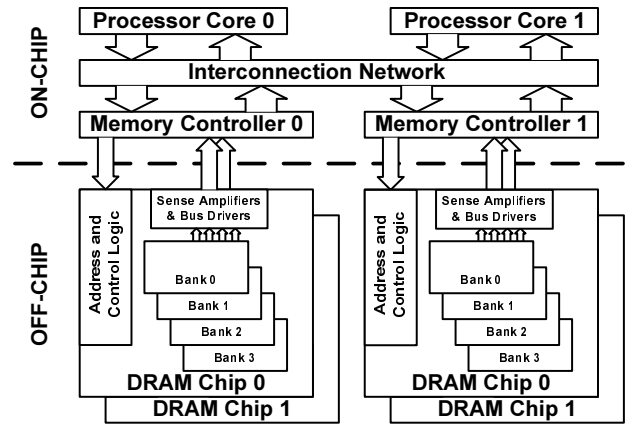 ON-CHIP
Processor Core 0
Processor Core 1
Interconnection Network
Memory Controller 0
Memory Controller 1
OFF-CHIP
Address and
Control Logic
Sense Amplifiers
& Bus Drivers
Bank 0
Bank 1
Bank 2
Bank 3
DRAM Chip 0
DRAM Chip 1
Address and
Control Logic
Sense Amplifiers
& Bus Drivers
Bank 0
Bank 1
Bank 2
Bank 3
DRAM Chip 0
DRAM Chip 1